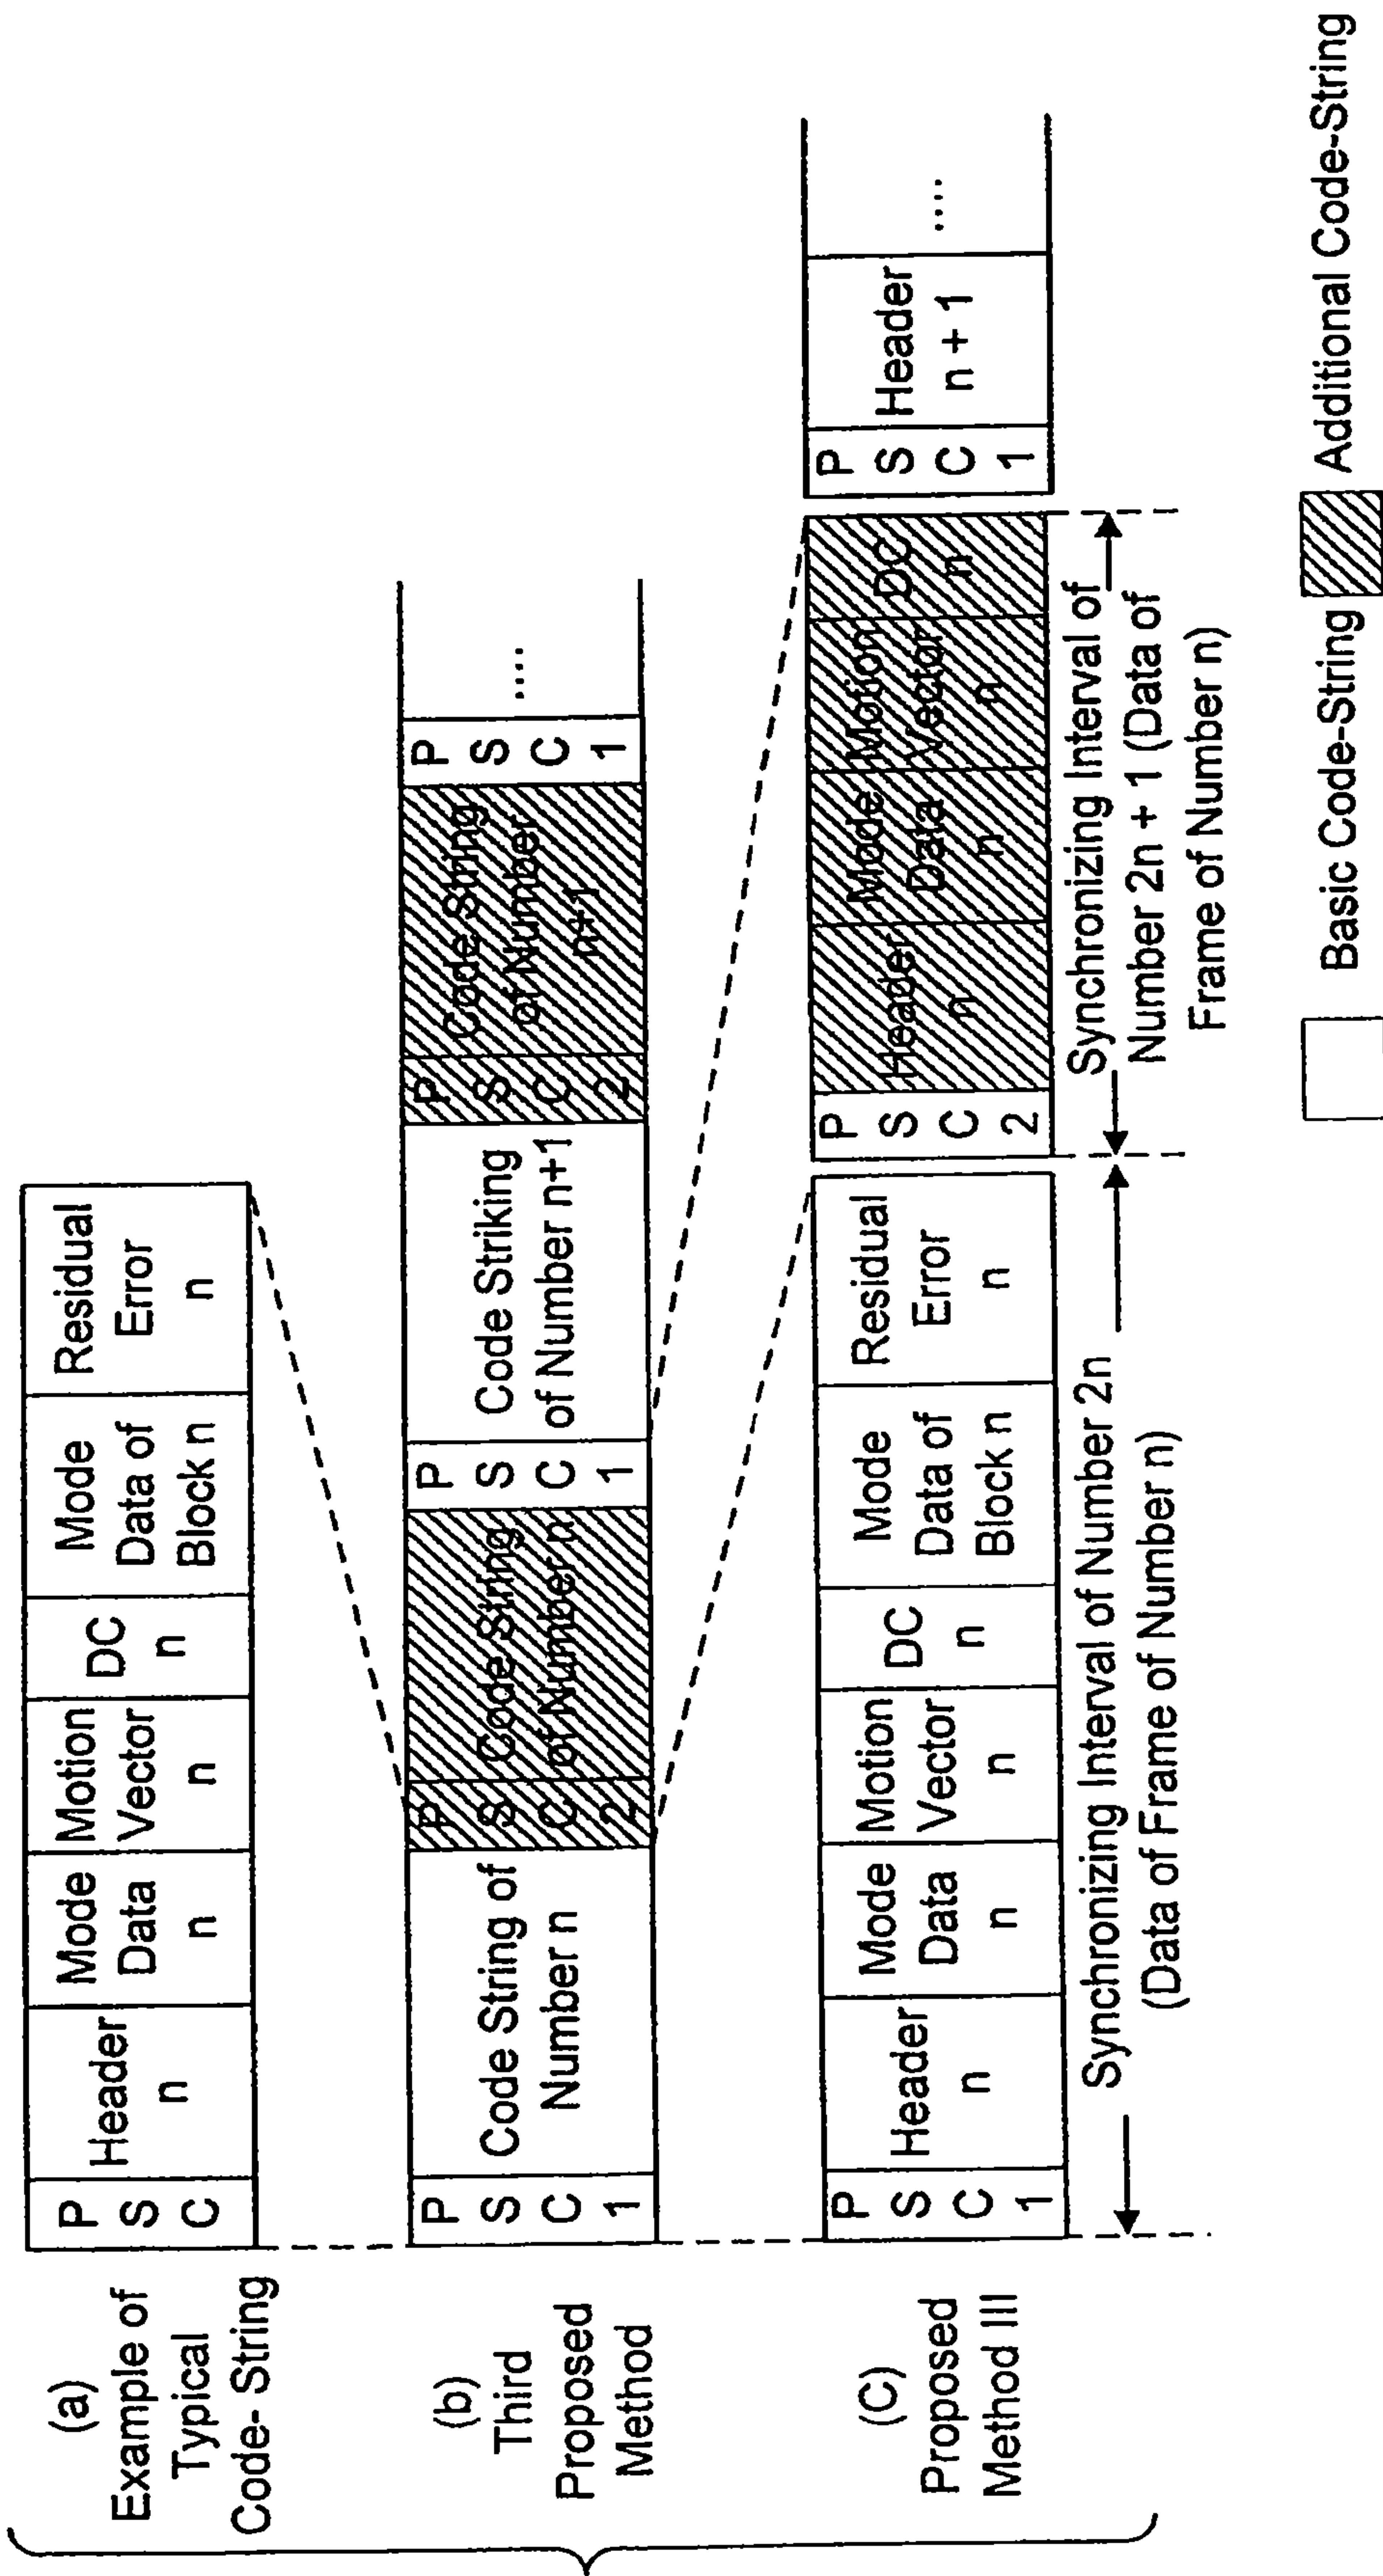 (a)
Example of
Typical
Code- String
P
S
C
Header
n
Mode
Data
n
Motion
Vector
n
DC
n
Mode
Data of
Block n
Residual
Error
n
(b)
Third
Proposed
Method
P
S
C
1
Code String of
Number n
P
S
C
2
Code String
of Number n
P
S
C
1
Code Striking
of Number n+1
P
S
C
2
Code String
of Number
n+1
P
S
C
1
....
(C)
Proposed
Method III
P
S
C
1
Header
n
Mode
Data
n
Motion
Vector
n
DC
n
Mode
Data of
Block n
Residual
Error
n
P
S
C
2
Header
n
Mode
Data
n
Motion
Vector
n
DC
n
P
S
C
1
Header
n + 1
....
Synchronizing Interval of Number 2n
(Data of Frame of Number n)
Synchronizing Interval of
Number 2n + 1 (Data of
Frame of Number n)
Basic Code-String
Additional Code-String